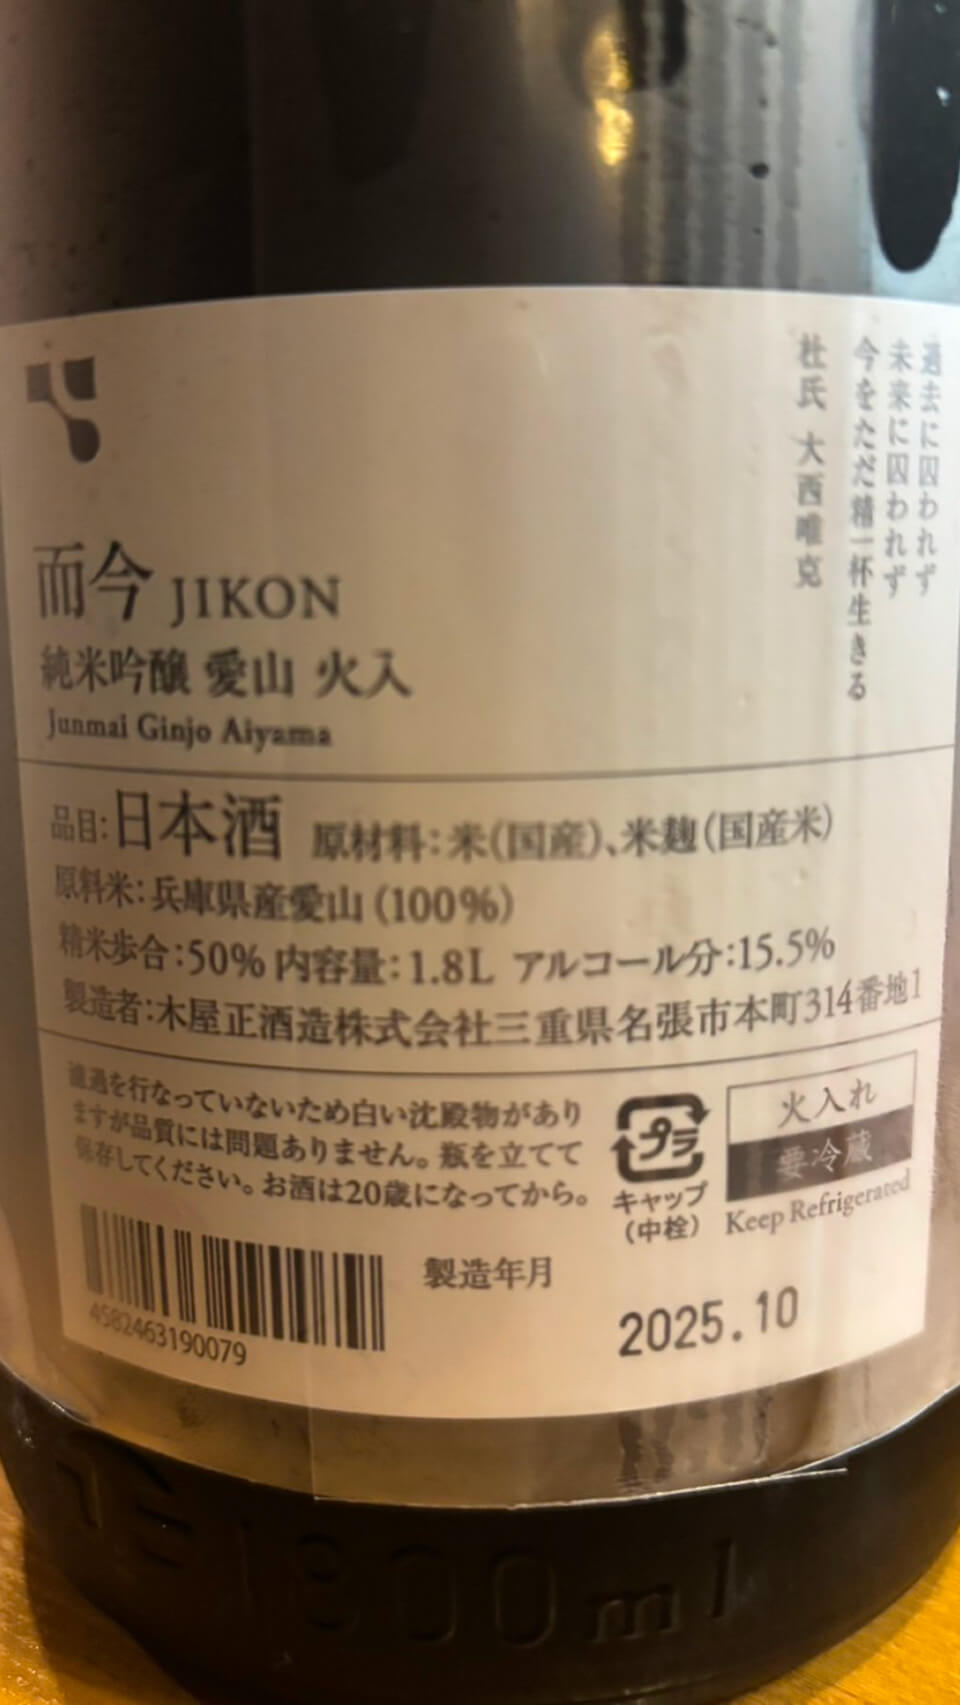 過去に囚われず
未来に囚われず
今をただ精一杯生きる
杜氏 大西唯克
而今 JIKON
純米吟醸 愛山 火入
Junmai Ginjo Aiyama
品目:日本酒 原材料:米(国産)、米麹(国産米)
原料米:兵庫県産愛山(100%)
精米歩合:50% 内容量:1.8L アルコール分:15.5%
製造者:木屋正酒造株式会社三重県名張市本町314番地1
濾過を行なっていないため白い沈殿物があり
ますが品質には問題ありません。瓶を立てて
保存してください。お酒は20歳になってから。
プラ
キャップ
(中栓)
火入れ
要冷蔵
Keep Refrigerated
4582463190079
製造年月
2025.10
1800ml